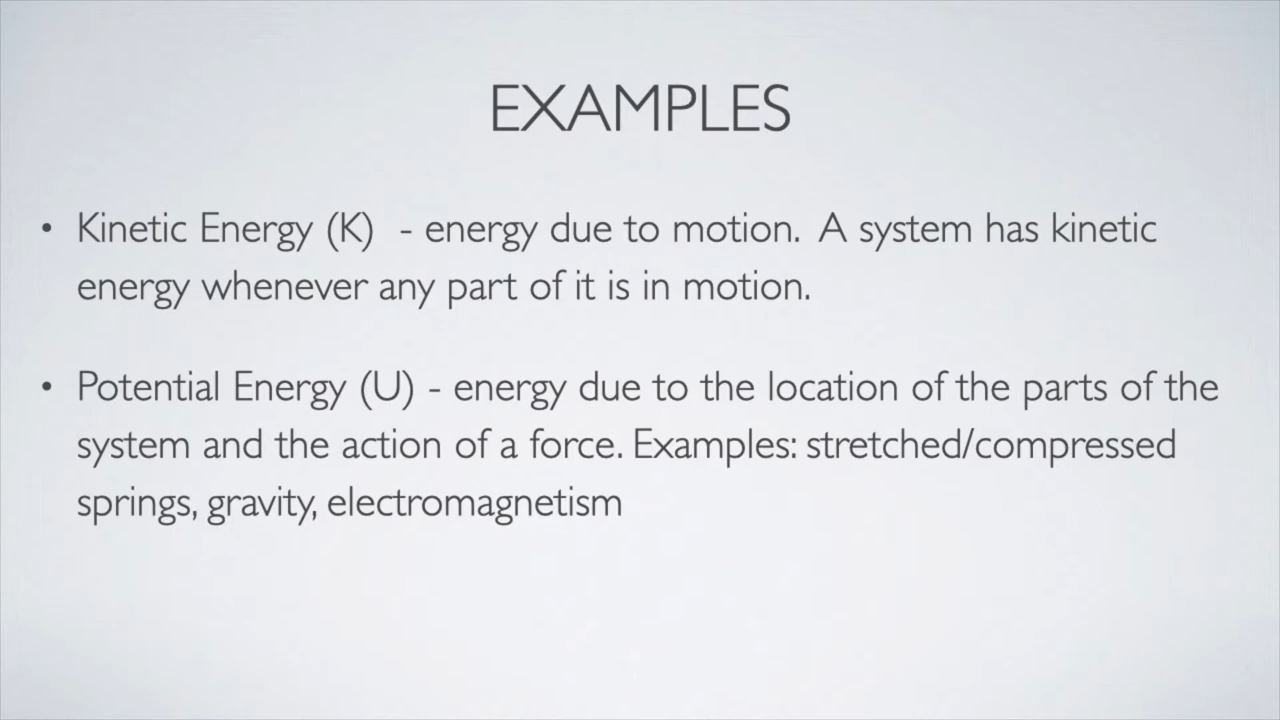 EXAMPLES
• Kinetic Energy (K)  - energy due to motion.  A system has kinetic
energy whenever any part of it is in motion.
• Potential Energy (U) - energy due to the location of the parts of the
system and the action of a force. Examples: stretched/compressed
springs, gravity, electromagnetism